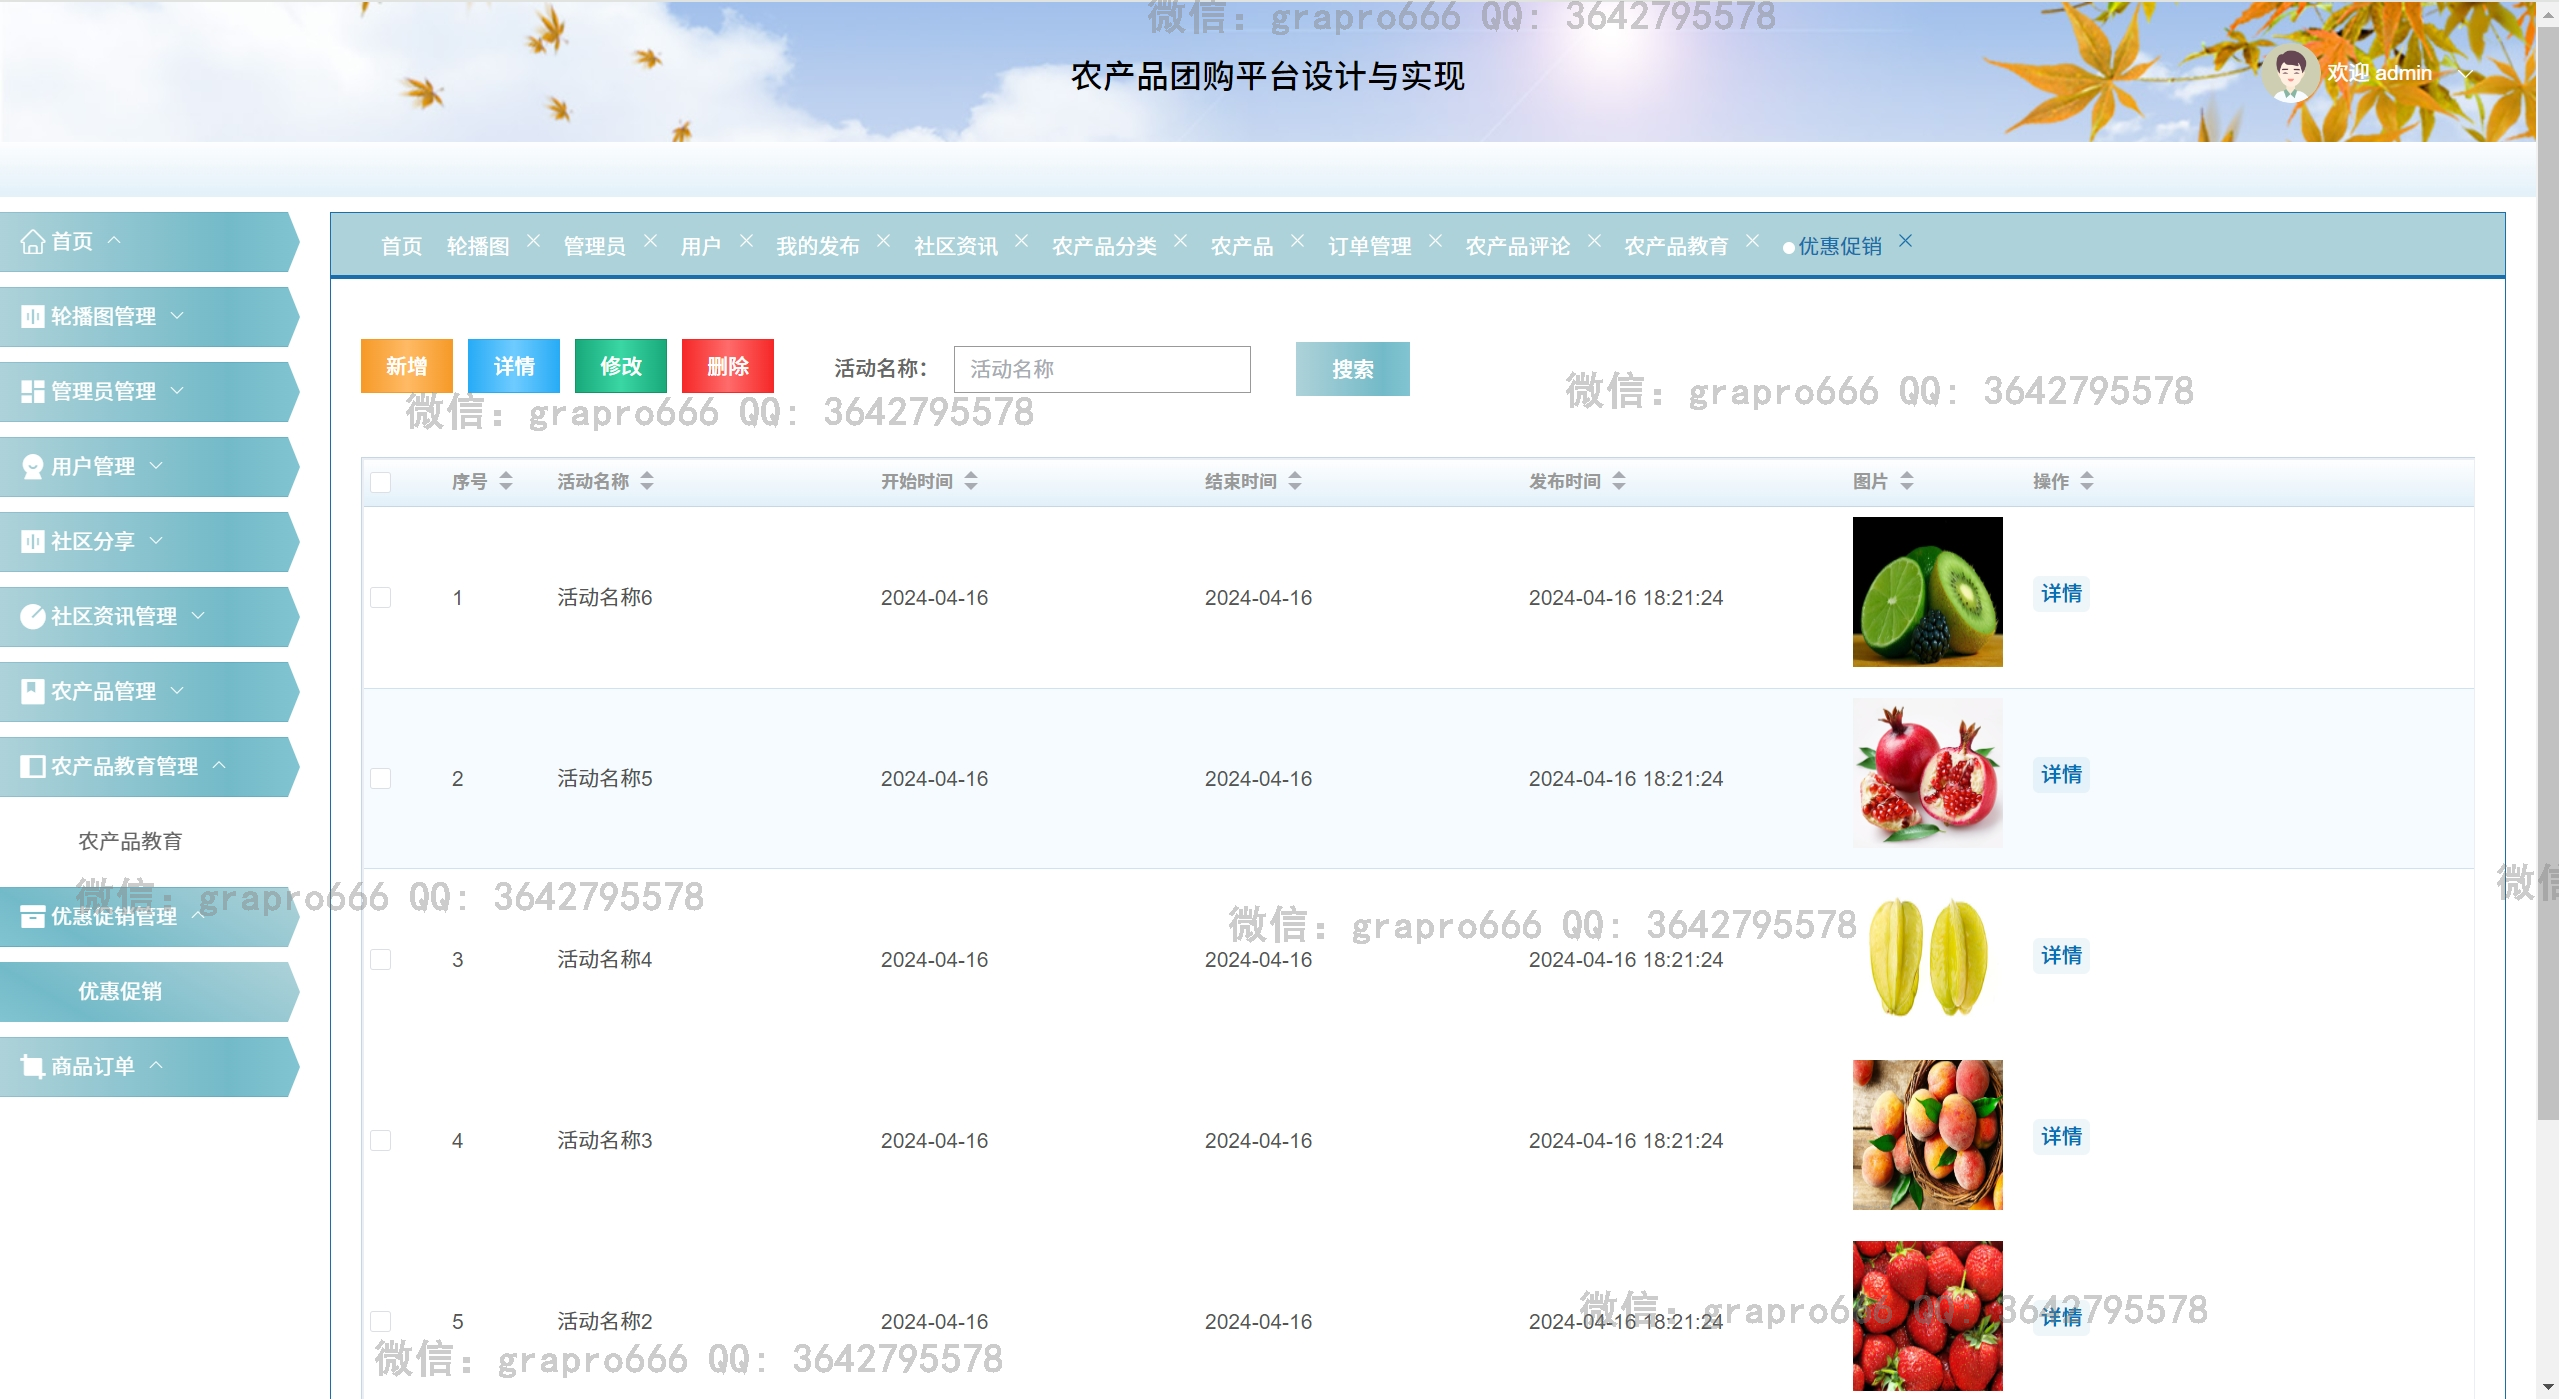 微信: grapro666 QQ: 3642795578
农产品团购平台设计与实现
欢迎 admin
首页
轮播图管理
管理员管理
用户管理
社区分享
社区资讯管理
农产品管理
农产品教育管理
农产品教育
优惠促销管理
优惠促销
商品订单
首页 轮播图 管理员 用户 我的发布 社区资讯 农产品分类 农产品 订单管理 农产品评论 农产品教育 优惠促销
新增 详情 修改 删除 活动名称: 活动名称 搜索
微信: grapro666 QQ: 3642795578
微信: grapro666 QQ: 3642795578
序号 活动名称 开始时间 结束时间 发布时间 图片 操作
1 活动名称6 2024-04-16 2024-04-16 2024-04-16 18:21:24 详情
2 活动名称5 2024-04-16 2024-04-16 2024-04-16 18:21:24 详情
微信: grapro666 QQ: 3642795578
微信: grapro666 QQ: 3642795578
微信
3 活动名称4 2024-04-16 2024-04-16 2024-04-16 18:21:24 详情
4 活动名称3 2024-04-16 2024-04-16 2024-04-16 18:21:24 详情
5 活动名称2 2024-04-16 2024-04-16 2024-04-16 18:21:24 详情
微信: grapro666 QQ: 3642795578
微信: grapro666 QQ: 3642795578